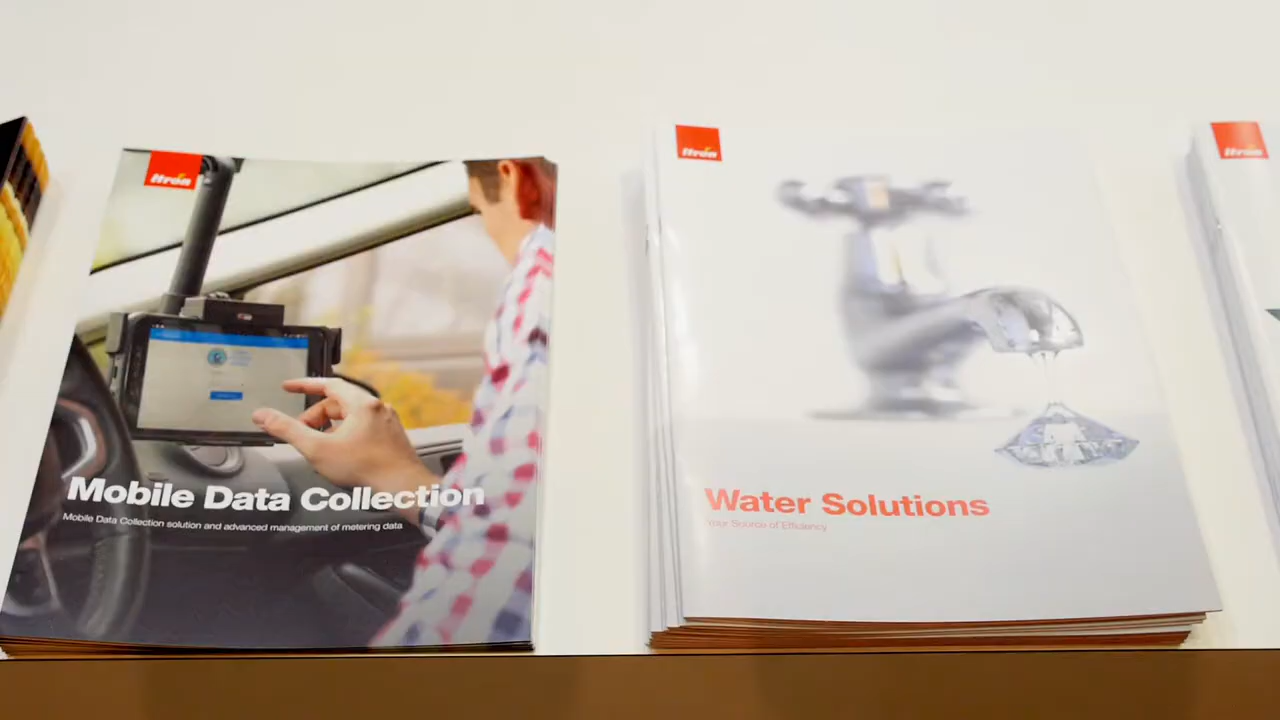 Itron
Mobile Data Collection
Mobile Data Collection solution and advanced management of metering data
Itron
Water Solutions
Your Source of Efficiency
Itron